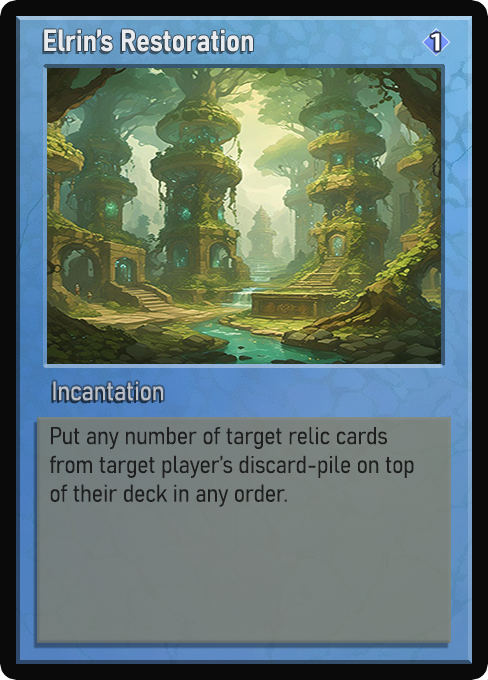 Elrin's Restoration
1
Incantation
Put any number of target relic cards
from target player's discard-pile on top
of their deck in any order.